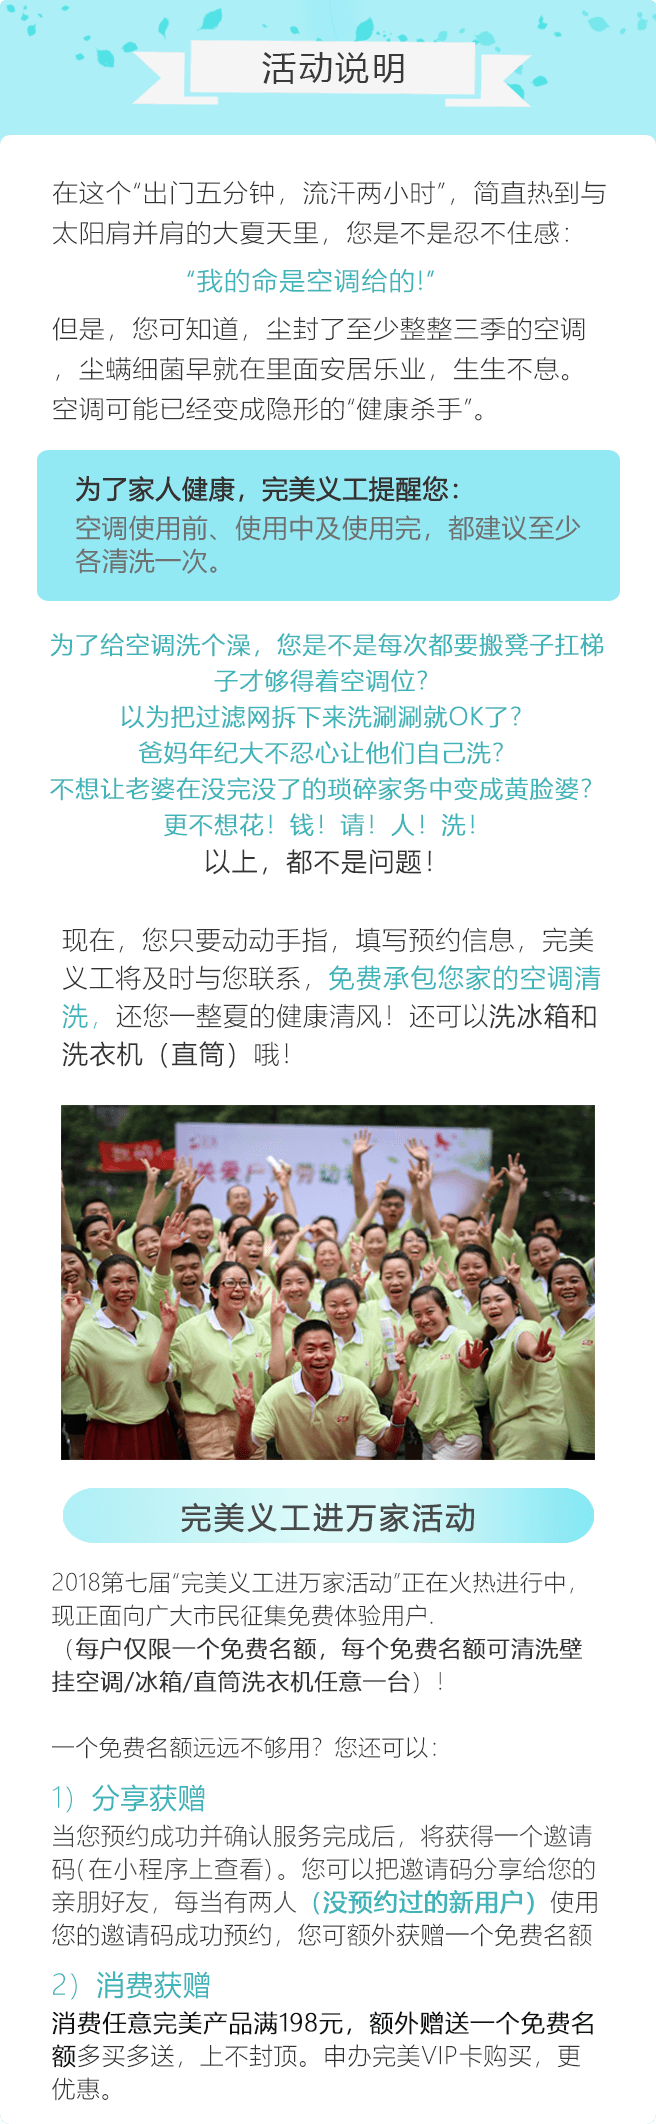 活动说明
在这个“出门五分钟，流汗两小时”，简直热到与
太阳肩并肩的大夏天里，您是不是忍不住感：
“我的命是空调给的！”
但是，您可知道，尘封了至少整整三季的空调
，尘螨细菌早就在里面安居乐业，生生不息。
空调可能已经变成隐形的“健康杀手”。
为了家人健康，完美义工提醒您：
空调使用前、使用中及使用完，都建议至少
各清洗一次。
为了给空调洗个澡，您是不是每次都要搬凳子扛梯
子才够得着空调位？
以为把过滤网拆下来洗涮涮就OK了？
爸妈年纪大不忍心让他们自己洗？
不想让老婆在没完没了的琐碎家务中变成黄脸婆？
更不想花！钱！请！人！洗！
以上，都不是问题！
现在，您只要动动手指，填写预约信息，完美
义工将及时与您联系，免费承包您家的空调清
洗，还您一整夏的健康清风！还可以洗冰箱和
洗衣机（直筒）哦！
完美义工进万家活动
2018第七届“完美义工进万家活动”正在火热进行中，
现正面向广大市民征集免费体验用户.
（每户仅限一个免费名额，每个免费名额可清洗壁
挂空调/冰箱/直筒洗衣机任意一台）！
一个免费名额远远不够用？您还可以：
1）分享获赠
当您预约成功并确认服务完成后，将获得一个邀请
码(在小程序上查看)。您可以把邀请码分享给您的
亲朋好友，每当有两人（没预约过的新用户）使用
您的邀请码成功预约，您可额外获赠一个免费名额
2）消费获赠
消费任意完美产品满198元，额外赠送一个免费名
额多买多送，上不封顶。申办完美VIP卡购买，更
优惠。